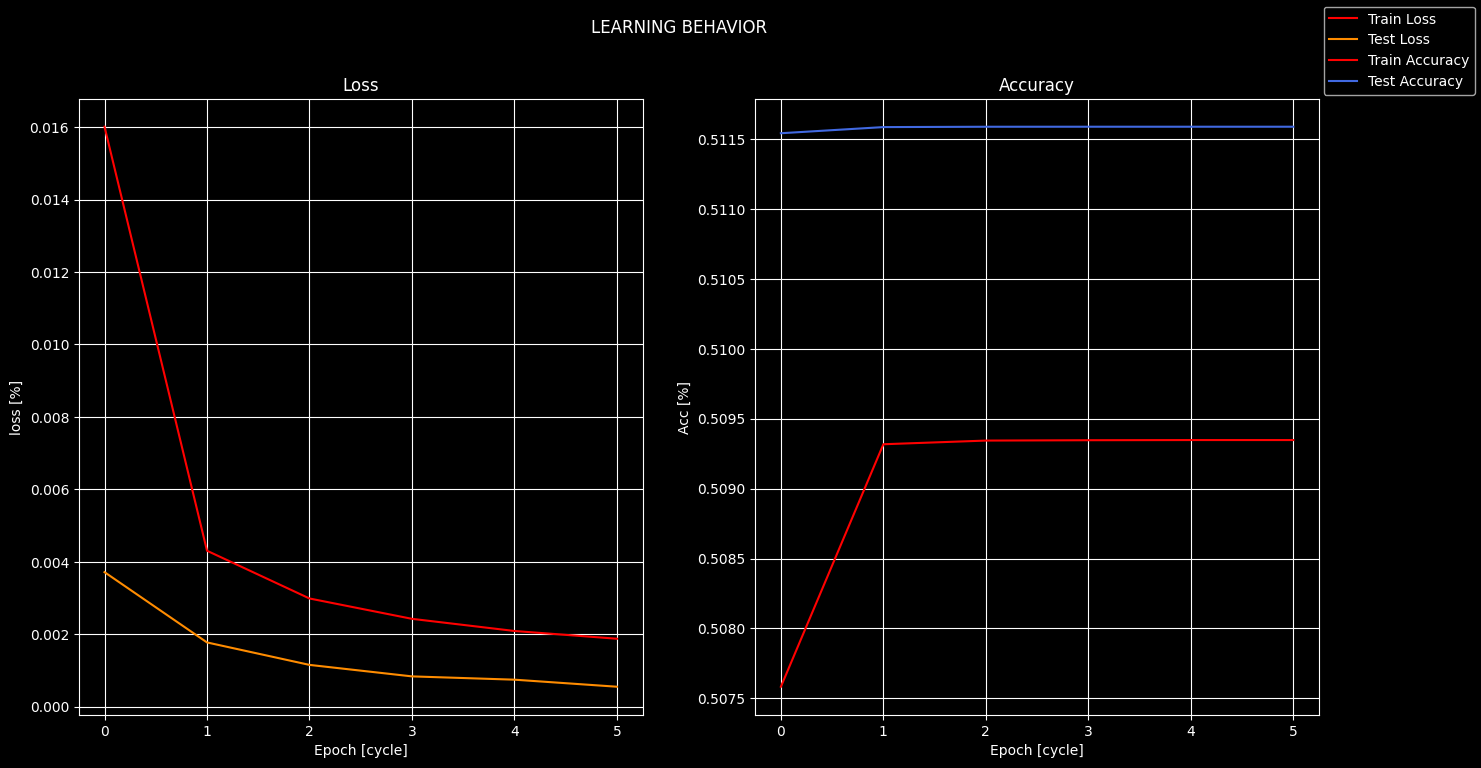 LEARNING BEHAVIOR
Train Loss
Test Loss
Train Accuracy
Test Accuracy
Loss
0.016
0.014
0.012
0.010
0.008
0.006
0.004
0.002
0.000
loss [%]
0 1 2 3 4 5
Epoch [cycle]
Accuracy
0.5115
0.5110
0.5105
0.5100
0.5095
0.5090
0.5085
0.5080
0.5075
Acc [%]
0 1 2 3 4 5
Epoch [cycle]